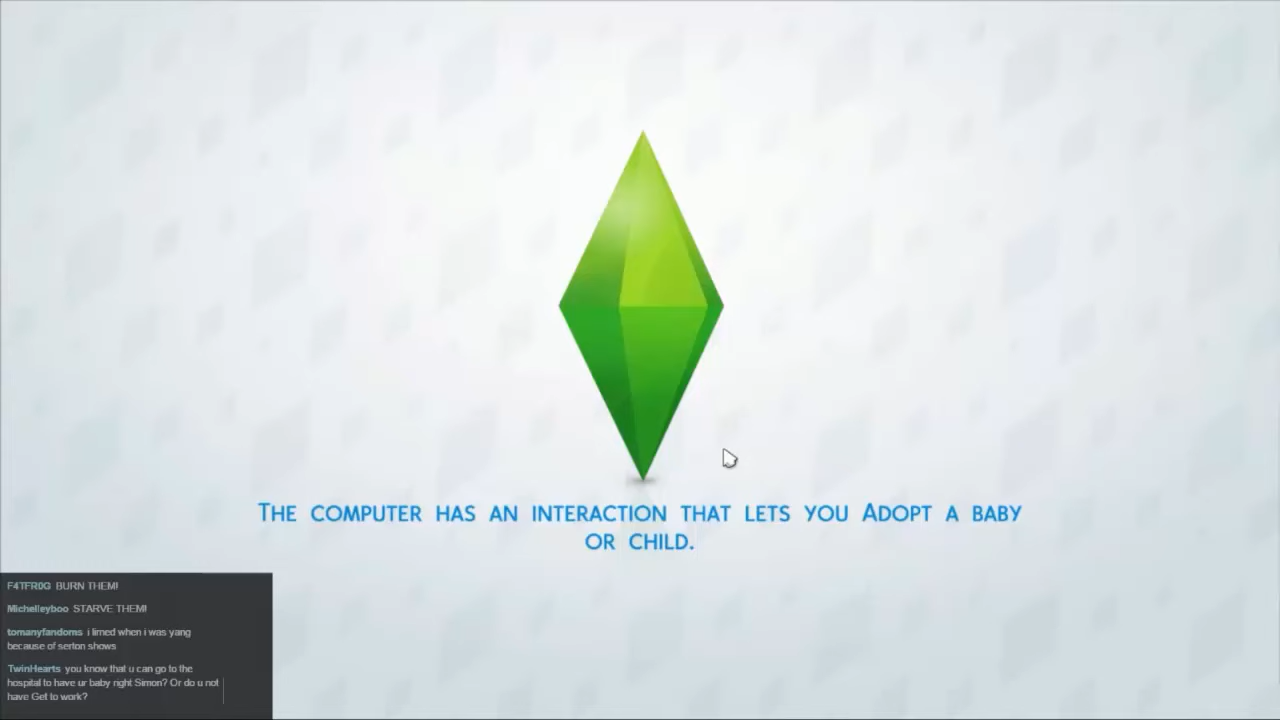 The computer has an interaction that lets you Adopt a baby
or child.
F4TFR0G BURN THEM!
Michelleyboo STARVE THEM!
tomanyfandoms i lirned when i was yang
because of serton shows
TwinHearts you know that u can go to the
hospital to have ur baby right Simon? Or do u not
have Get to work?